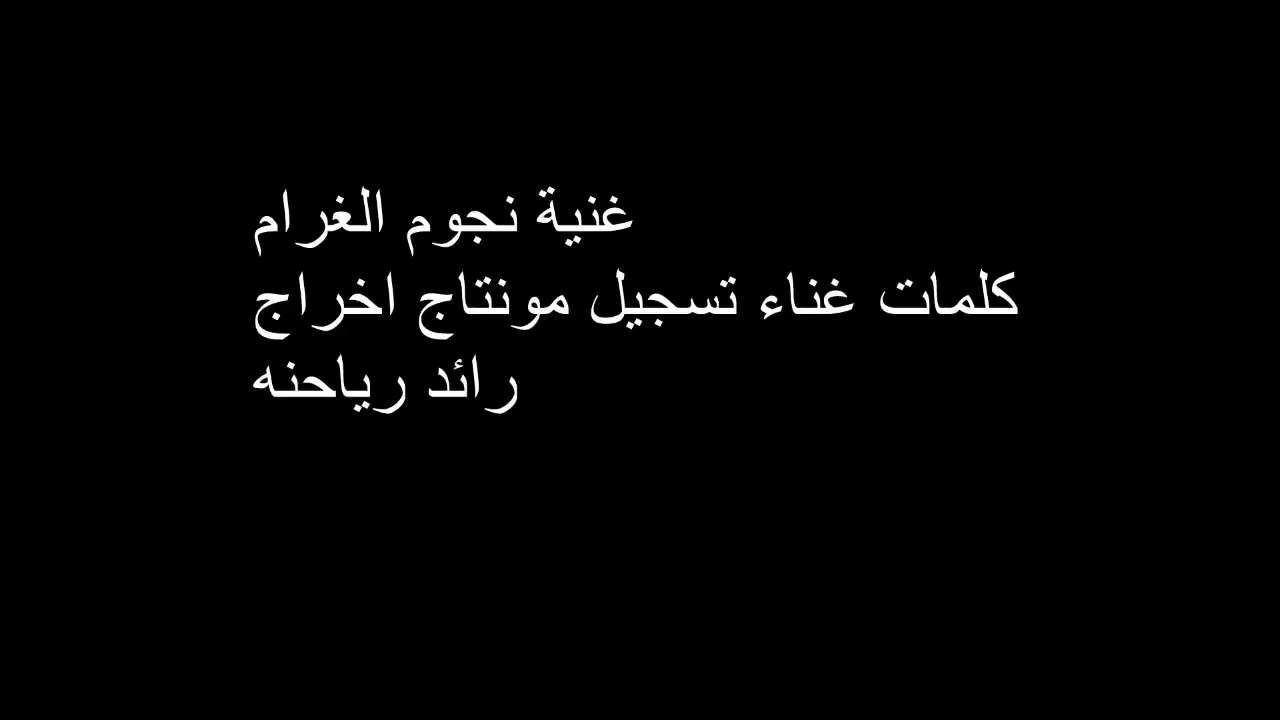 غنية نجوم الغرام
كلمات غناء تسجيل مونتاج اخراج
رائد رياحنه